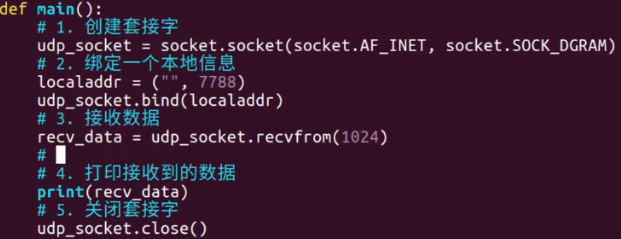 def main():
    # 1. 创建套接字
    udp_socket = socket.socket(socket.AF_INET, socket.SOCK_DGRAM)
    # 2. 绑定一个本地信息
    localaddr = ("", 7788)
    udp_socket.bind(localaddr)
    # 3. 接收数据
    recv_data = udp_socket.recvfrom(1024)
    #
    # 4. 打印接收到的数据
    print(recv_data)
    # 5. 关闭套接字
    udp_socket.close()